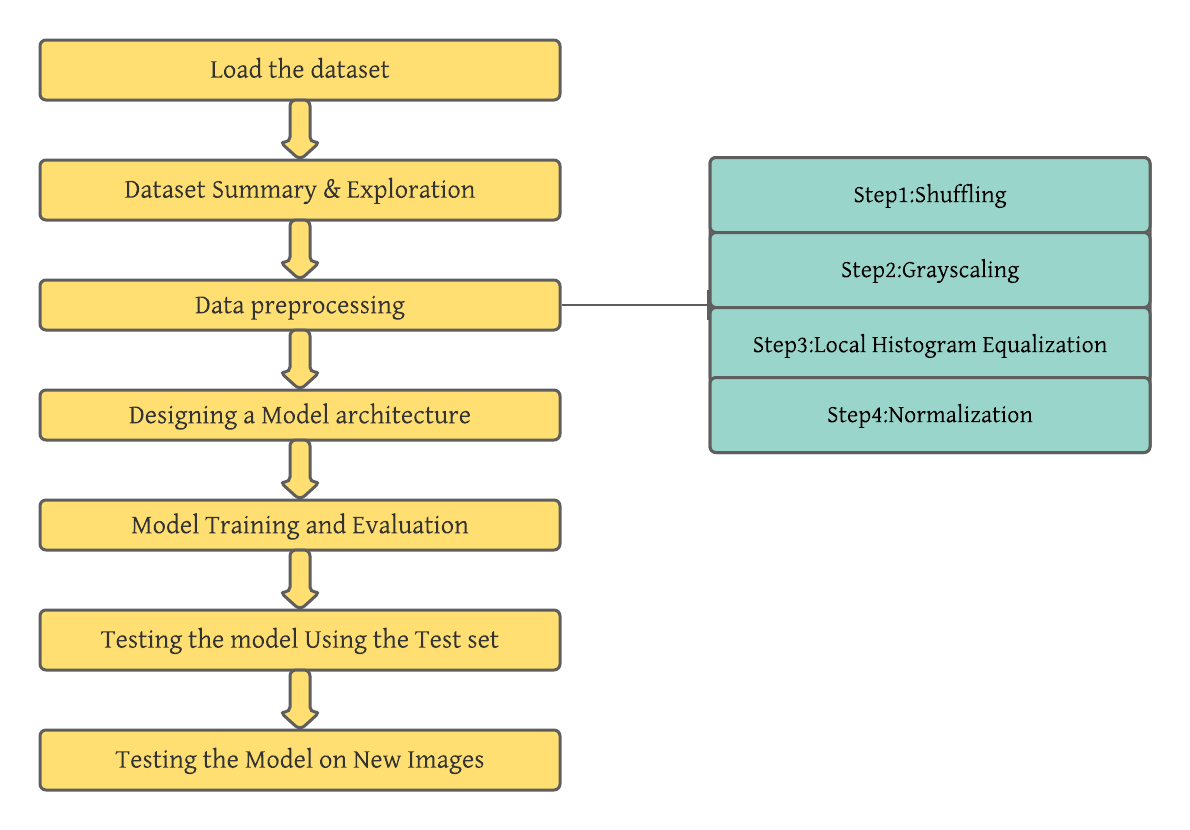 Load the dataset
Dataset Summary & Exploration
Data preprocessing
Designing a Model architecture
Model Training and Evaluation
Testing the model Using the Test set
Testing the Model on New Images
Step1:Shuffling
Step2:Grayscaling
Step3:Local Histogram Equalization
Step4:Normalization